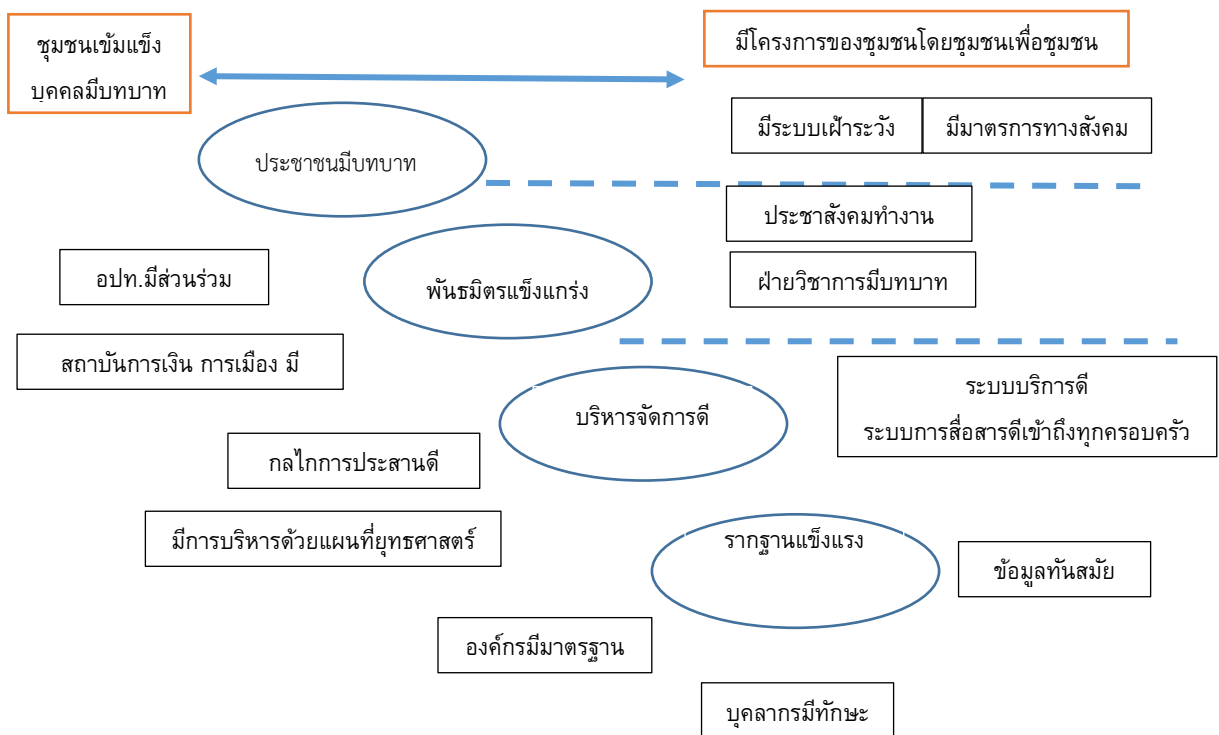 ชุมชนเข้มแข็ง
บุคคลมีบทบาท
มีโครงการของชุมชนโดยชุมชนเพื่อชุมชน
มีระบบเฝ้าระวัง
มีมาตรการทางสังคม
ประชาชนมีบทบาท
ประชาสังคมทำงาน
อปท.มีส่วนร่วม
พันธมิตรแข็งแกร่ง
ฝ่ายวิชาการมีบทบาท
สถาบันการเงิน การเมือง มี
บริหารจัดการดี
ระบบบริการดี
ระบบการสื่อสารดีเข้าถึงทุกครอบครัว
กลไกการประสานดี
มีการบริหารด้วยแผนที่ยุทธศาสตร์
รากฐานแข็งแรง
ข้อมูลทันสมัย
องค์กรมีมาตรฐาน
บุคลากรมีทักษะ